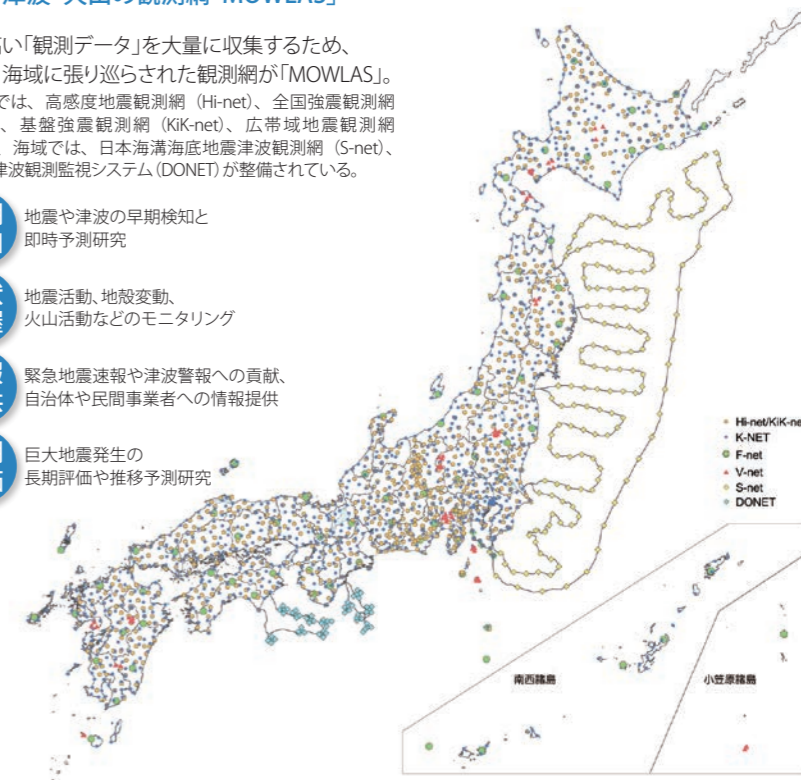 津波・火山の観測網「MOWLAS」
い「観測データ」を大量に収集するため、
海域に張り巡らされた観測網が「MOWLAS」。
では、高感度地震観測網（Hi-net）、全国強震観測網
、基盤強震観測網（KiK-net）、広帯域地震観測網
、海域では、日本海溝海底地震津波観測網（S-net）、
津波観測監視システム（DONET）が整備されている。
地震や津波の早期検知と
即時予測研究
地震活動、地殻変動、
火山活動などのモニタリング
緊急地震速報や津波警報への貢献、
自治体や民間事業者への情報提供
巨大地震発生の
長期評価や推移予測研究
Hi-net/KiK-ne
K-NET
F-net
V-net
S-net
DONET
南西諸島
小笠原諸島